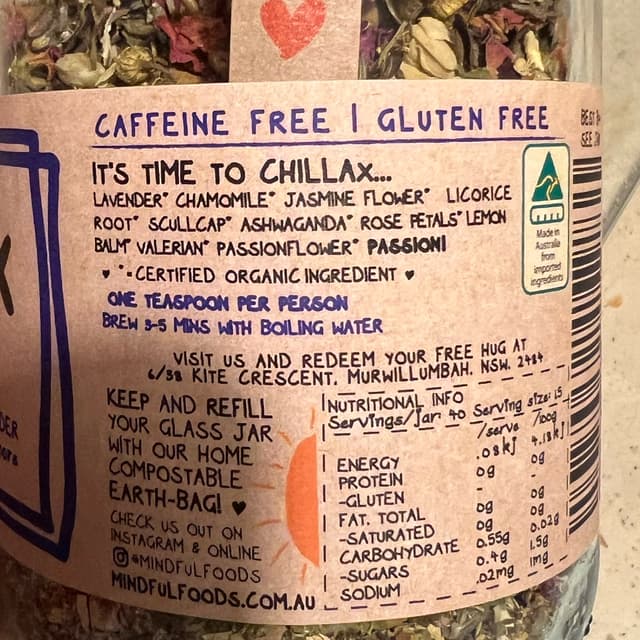 CAFFEINE FREE | GLUTEN FREE
IT'S TIME TO CHILLAX...
LAVENDER* CHAMOMILE* JASMINE FLOWER* LICORICE
ROOT* SCULLCAP* ASHWAGANDA* ROSE PETALS* LEMON
BALM* VALERIAN* PASSIONFLOWER* PASSION!
♥ *-CERTIFIED ORGANIC INGREDIENT ♥
ONE TEASPOON PER PERSON
BREW 3-5 MINS WITH BOILING WATER
VISIT US AND REDEEM YOUR FREE HUG AT
6/38 KITE CRESCENT. MURWILLUMBAH. NSW. 2484
KEEP AND REFILL
YOUR GLASS JAR
WITH OUR HOME
COMPOSTABLE
EARTH-BAG! ♥
CHECK US OUT ON
INSTAGRAM & ONLINE
@MINDFULFOODS
MINDFULFOODS.COM.AU
NUTRITIONAL INFO
Servings/Jar: 40 Serving size: 1.5
/serve /100g
ENERGY .08kJ 4.18kJ
PROTEIN 0g 0g
-GLUTEN - -
FAT. TOTAL 0g 0g
-SATURATED 0g 0.02g
CARBOHYDRATE 0.55g 1.5g
-SUGARS 0.4g 1mg
SODIUM .02mg
Made in
Australia
from
imported
ingredients
BEST
SEE
DER